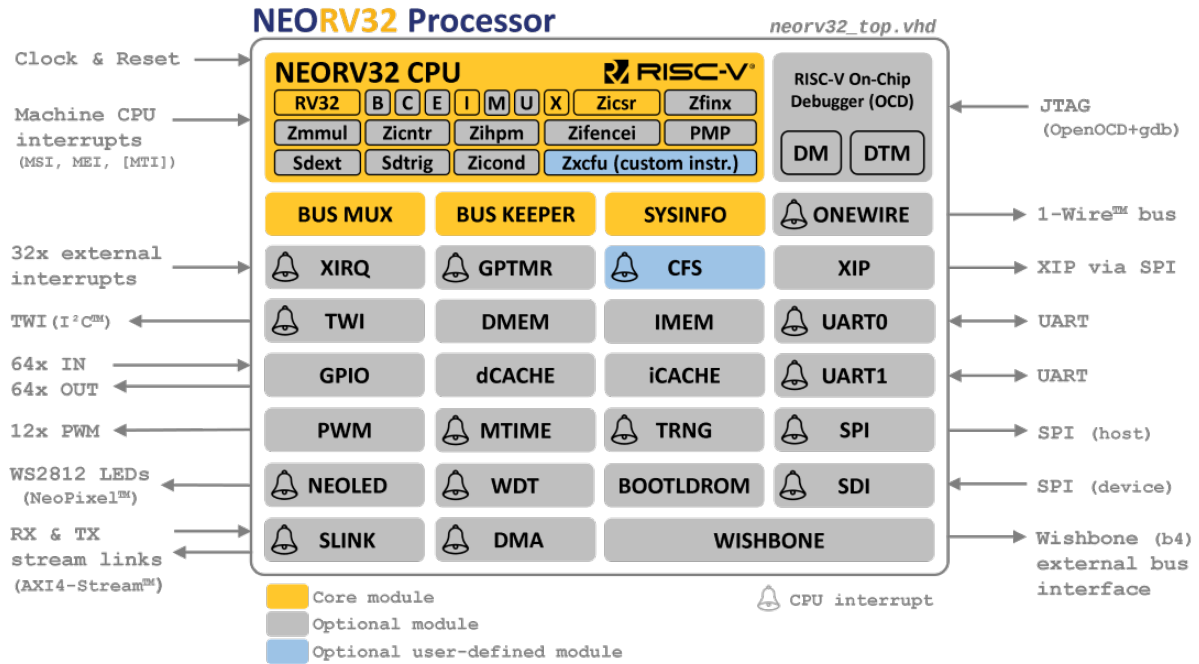 NEORV32 Processor
neorv32_top.vhd
Clock & Reset
Machine CPU
interrupts
(MSI, MEI, [MTI])
32x external
interrupts
TWI(I²C™)
64x IN
64x OUT
12x PWM
WS2812 LEDs
(NeoPixel™)
RX & TX
stream links
(AXI4-Stream™)
NEORV32 CPU RISC-V®
RV32 B C E I M U X Zicsr Zfinx
Zmmul Zicntr Zihpm Zifencei PMP
Sdext Sdtrig Zicond Zxcfu (custom instr.)
RISC-V On-Chip
Debugger (OCD)
DM DTM
BUS MUX BUS KEEPER SYSINFO ONEWIRE
XIRQ GPTMR CFS XIP
TWI DMEM IMEM UART0
GPIO dCACHE iCACHE UART1
PWM MTIME TRNG SPI
NEOLED WDT BOOTLDROM SDI
SLINK DMA WISHBONE
JTAG
(OpenOCD+gdb)
1-Wire™ bus
XIP via SPI
UART
UART
SPI (host)
SPI (device)
Wishbone (b4)
external bus
interface
Core module
Optional module
Optional user-defined module
CPU interrupt